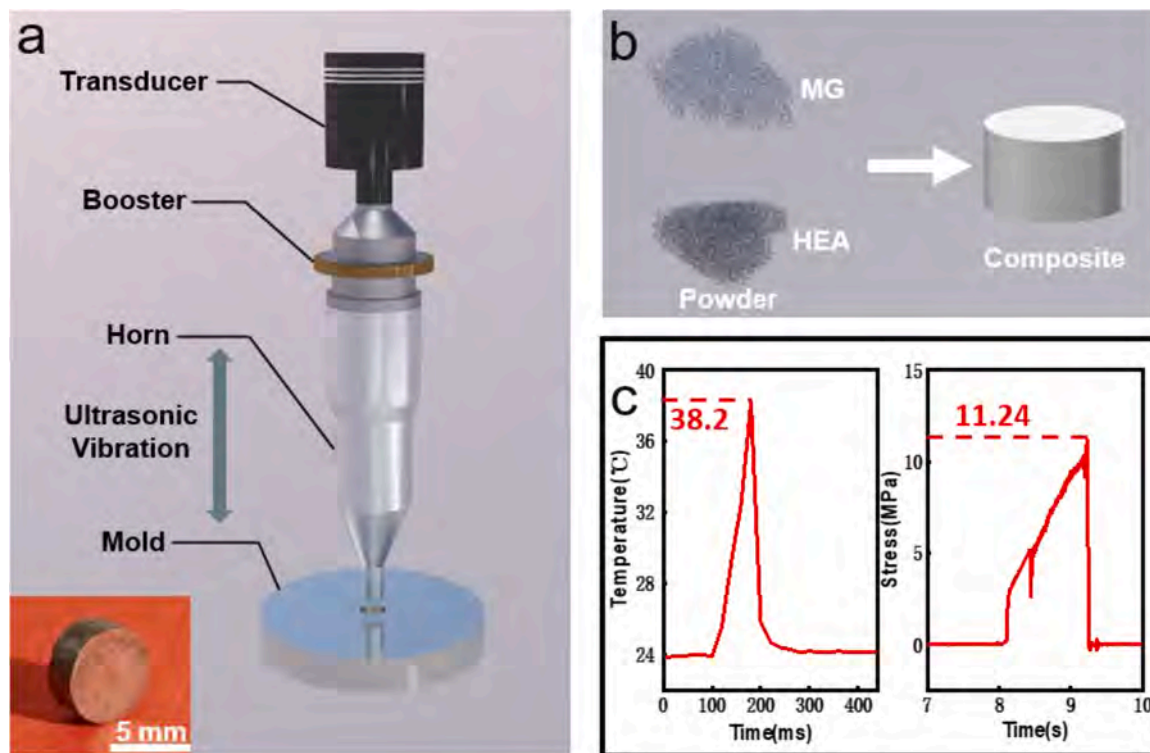 a
Transducer
Booster
Horn
Ultrasonic
Vibration
Mold
5 mm
b
MG
HEA
Powder
Composite
c
40
36
32
28
24
38.2
Temperature(℃)
0 100 200 300 400
Time(ms)
15
10
5
0
11.24
Stress(MPa)
7 8 9 10
Time(s)